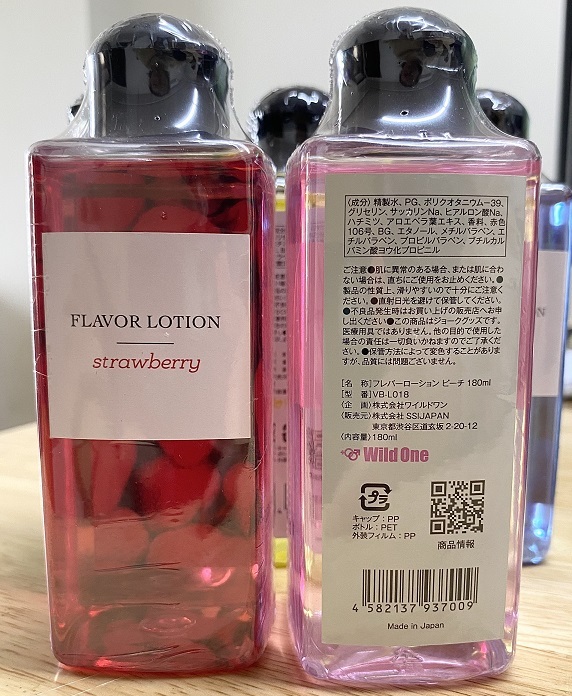 FLAVOR LOTION
strawberry
〈成分〉精製水、PG、ポリクオタニウム-39、
グリセリン、サッカリンNa、ヒアルロン酸Na、
ハチミツ、アロエベラ葉エキス、香料、赤色
106号、BG、エタノール、メチルパラベン、エ
チルパラベン、プロピルパラベン、ブチルカル
バミン酸ヨウ化プロピニル
ご注意●肌に異常のある場合、または肌に合わ
ない場合は、直ちにご使用をお止めください。●
製品の性質上、滑りやすいので十分にご注意く
ださい。●直射日光を避けて保管してください。
●不良品発生時はお買い上げの販売店へお申
し出ください●この商品はジョークグッズです。
医療用具ではありません。他の目的で使用した
場合の責任は一切負いかねますのでご了承く
ださい。●保管方法によって変色することがありま
すが、品質には問題ございません。
〔名 称〕フレバーローション ピーチ 180ml
〔型 番〕VB-L018
〈企 画〉株式会社ワイルドワン
〈販売元〉株式会社 SSIJAPAN
東京都渋谷区道玄坂 2-20-12
〈内容量〉180ml
Wild One
プラ
キャップ：PP
ボトル：PET
外装フィルム：PP
商品情報
4 582137 937009
Made in Japan